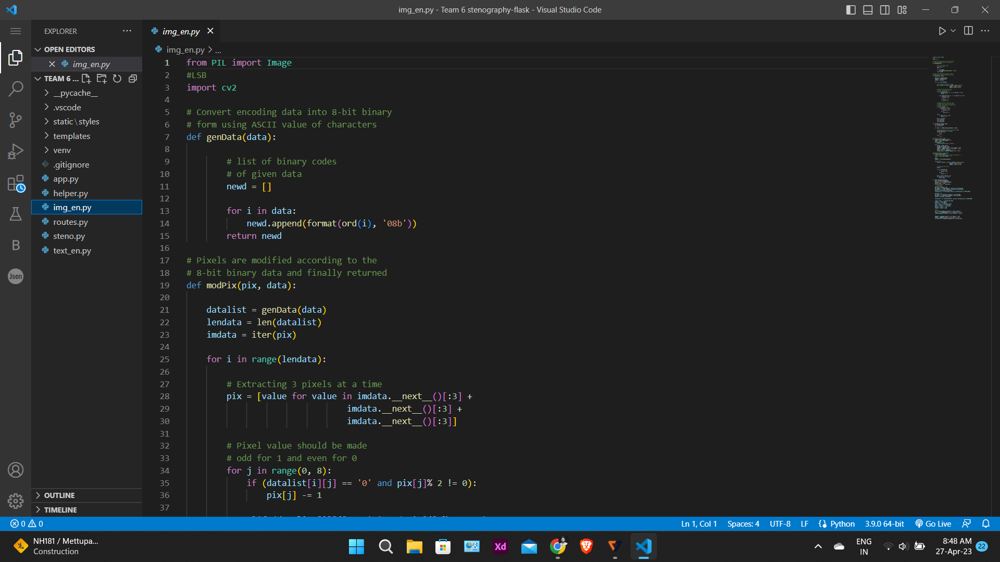 img_en.py - Team 6 stenography-flask - Visual Studio Code
EXPLORER
OPEN EDITORS
img_en.py
TEAM 6 ...
__pycache__
.vscode
static\styles
templates
venv
.gitignore
app.py
helper.py
img_en.py
routes.py
steno.py
text_en.py
OUTLINE
TIMELINE
B
Json
img_en.py
img_en.py > ...
1 from PIL import Image
2 #LSB
3 import cv2
4
5 # Convert encoding data into 8-bit binary
6 # form using ASCII value of characters
7 def genData(data):
8
9 # list of binary codes
10 # of given data
11 newd = []
12
13 for i in data:
14 newd.append(format(ord(i), '08b'))
15 return newd
16
17 # Pixels are modified according to the
18 # 8-bit binary data and finally returned
19 def modPix(pix, data):
20
21 datalist = genData(data)
22 lendata = len(datalist)
23 imdata = iter(pix)
24
25 for i in range(lendata):
26
27 # Extracting 3 pixels at a time
28 pix = [value for value in imdata.__next__()[:3] +
29 imdata.__next__()[:3] +
30 imdata.__next__()[:3]]
31
32 # Pixel value should be made
33 # odd for 1 and even for 0
34 for j in range(0, 8):
35 if (datalist[i][j] == '0' and pix[j]% 2 != 0):
36 pix[j] -= 1
37
0 0
Ln 1, Col 1 Spaces: 4 UTF-8 LF Python 3.9.0 64-bit Go Live
NH181 / Mettupa...
Construction
Xd
ENG
IN
8:48 AM
27-Apr-23
22